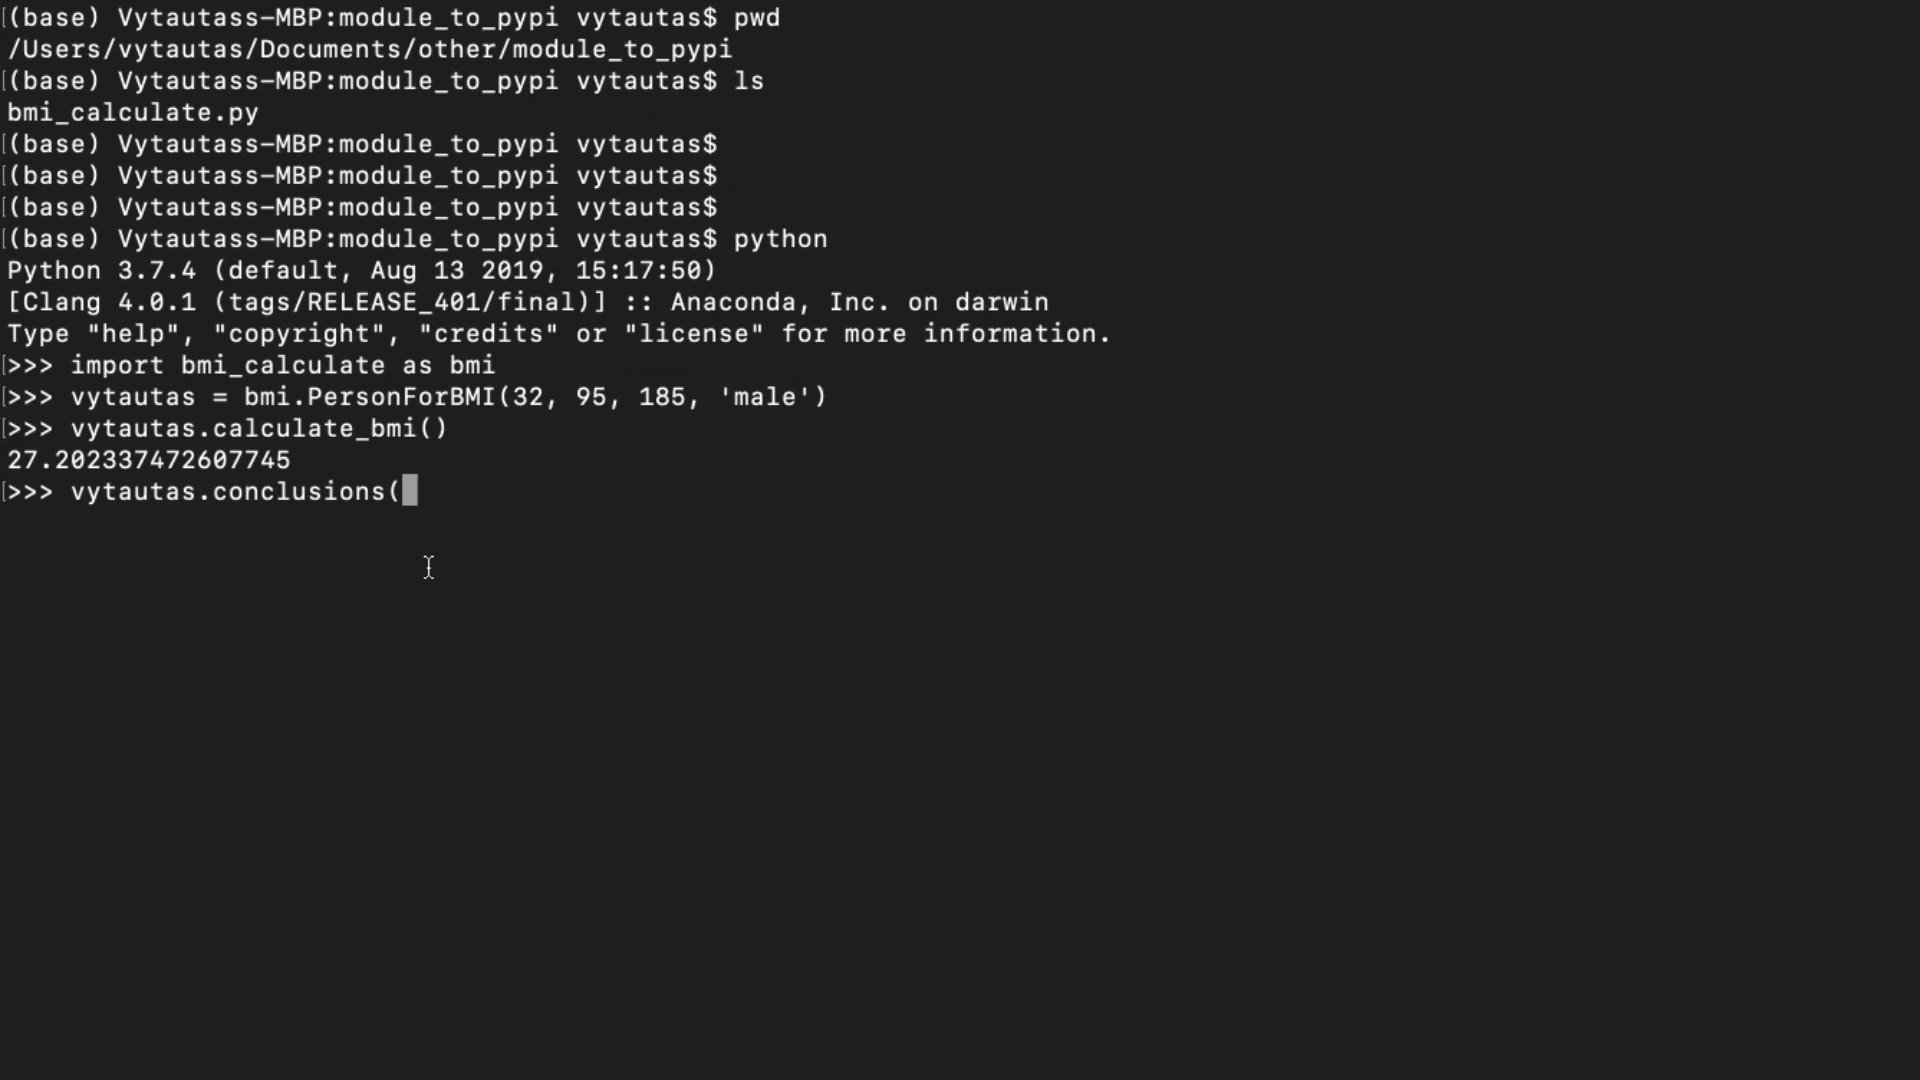 [(base) Vytautass-MBP:module_to_pypi vytautas$ pwd
/Users/vytautas/Documents/other/module_to_pypi
[(base) Vytautass-MBP:module_to_pypi vytautas$ ls
bmi_calculate.py
[(base) Vytautass-MBP:module_to_pypi vytautas$
[(base) Vytautass-MBP:module_to_pypi vytautas$
[(base) Vytautass-MBP:module_to_pypi vytautas$
[(base) Vytautass-MBP:module_to_pypi vytautas$ python
Python 3.7.4 (default, Aug 13 2019, 15:17:50)
[Clang 4.0.1 (tags/RELEASE_401/final)] :: Anaconda, Inc. on darwin
Type "help", "copyright", "credits" or "license" for more information.
[>>> import bmi_calculate as bmi
[>>> vytautas = bmi.PersonForBMI(32, 95, 185, 'male')
[>>> vytautas.calculate_bmi()
27.202337472607745
[>>> vytautas.conclusions(